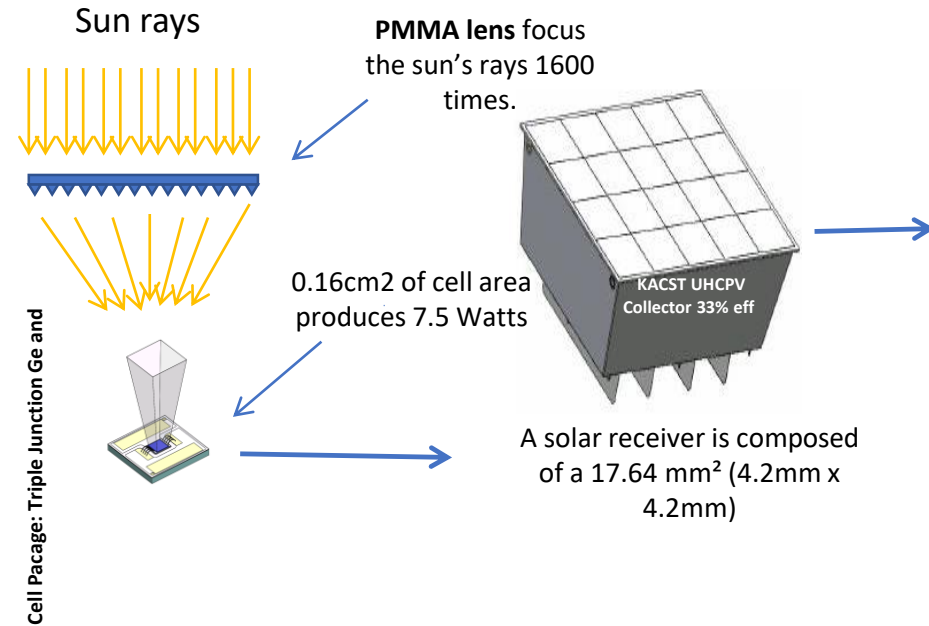 Sun rays
PMMA lens focus
the sun's rays 1600
times.
0.16cm2 of cell area
produces 7.5 Watts
KACST UHCPV
Collector 33% eff
A solar receiver is composed
of a 17.64 mm² (4.2mm x
4.2mm)
Cell Pacage: Triple Junction Ge and